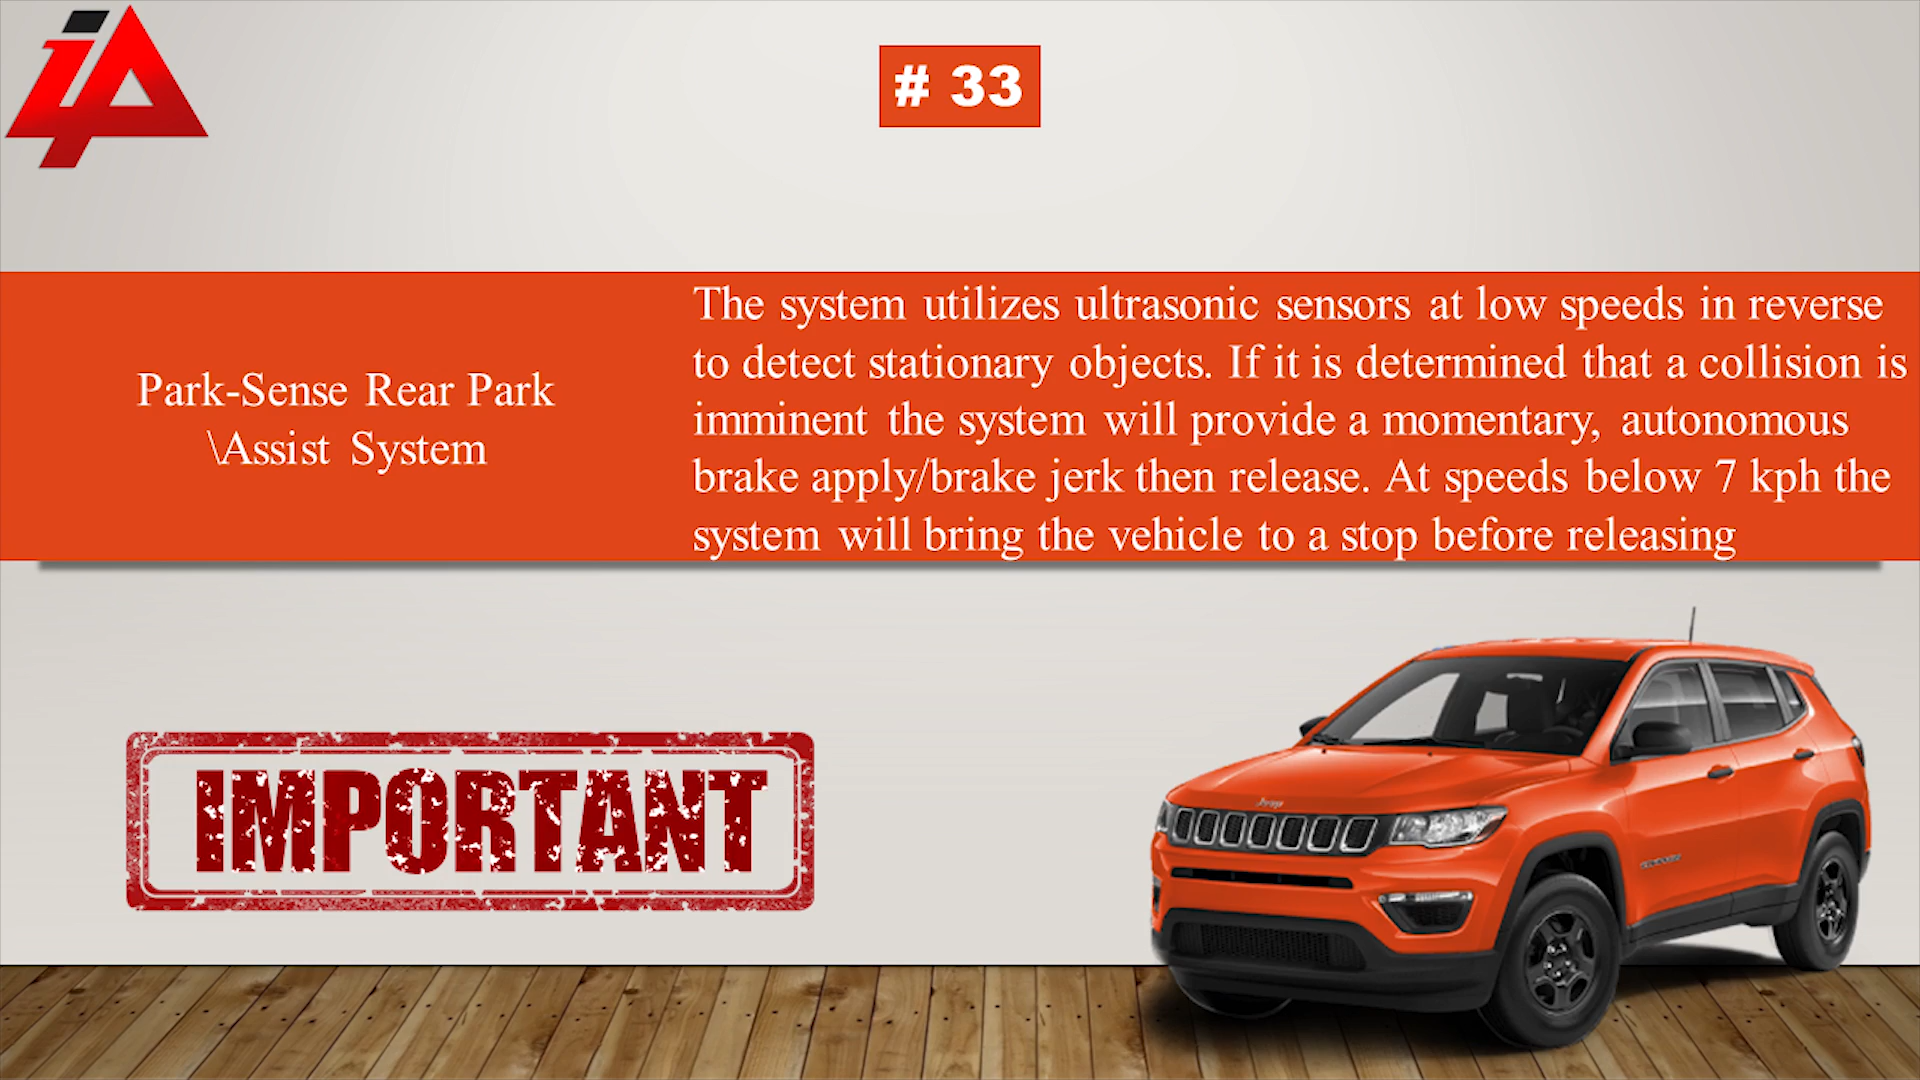 iA
# 33
Park-Sense Rear Park
\Assist System
The system utilizes ultrasonic sensors at low speeds in reverse
to detect stationary objects. If it is determined that a collision is
imminent the system will provide a momentary, autonomous
brake apply/brake jerk then release. At speeds below 7 kph the
system will bring the vehicle to a stop before releasing
IMPORTANT
Jeep